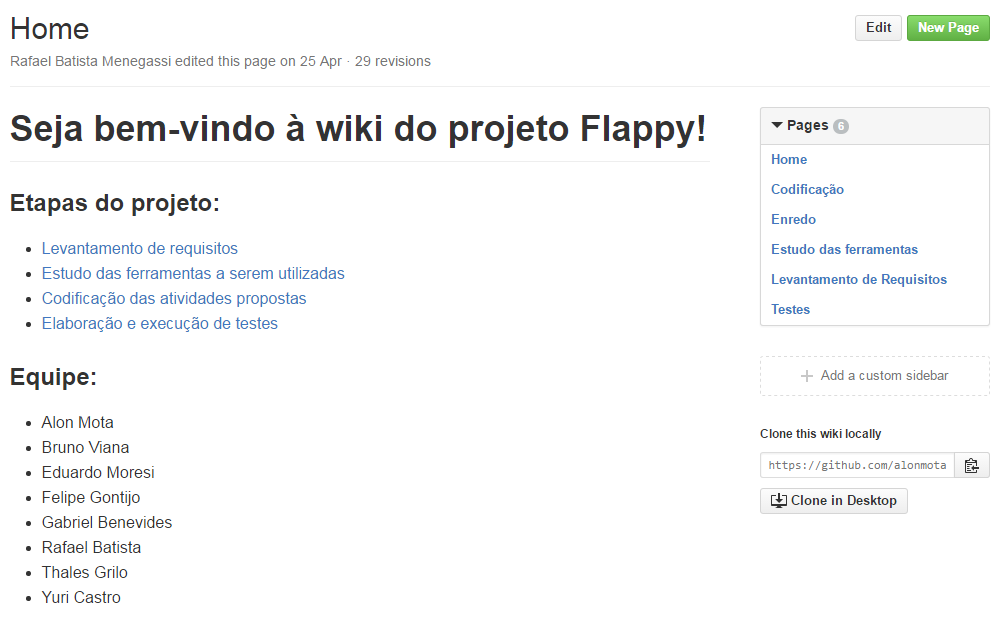 Home
Edit
New Page
Rafael Batista Menegassi edited this page on 25 Apr · 29 revisions
Seja bem-vindo à wiki do projeto Flappy!
Etapas do projeto:
Levantamento de requisitos
Estudo das ferramentas a serem utilizadas
Codificação das atividades propostas
Elaboração e execução de testes
Equipe:
Alon Mota
Bruno Viana
Eduardo Moresi
Felipe Gontijo
Gabriel Benevides
Rafael Batista
Thales Grilo
Yuri Castro
Pages 6
Home
Codificação
Enredo
Estudo das ferramentas
Levantamento de Requisitos
Testes
Add a custom sidebar
Clone this wiki locally
https://github.com/alonmota
Clone in Desktop